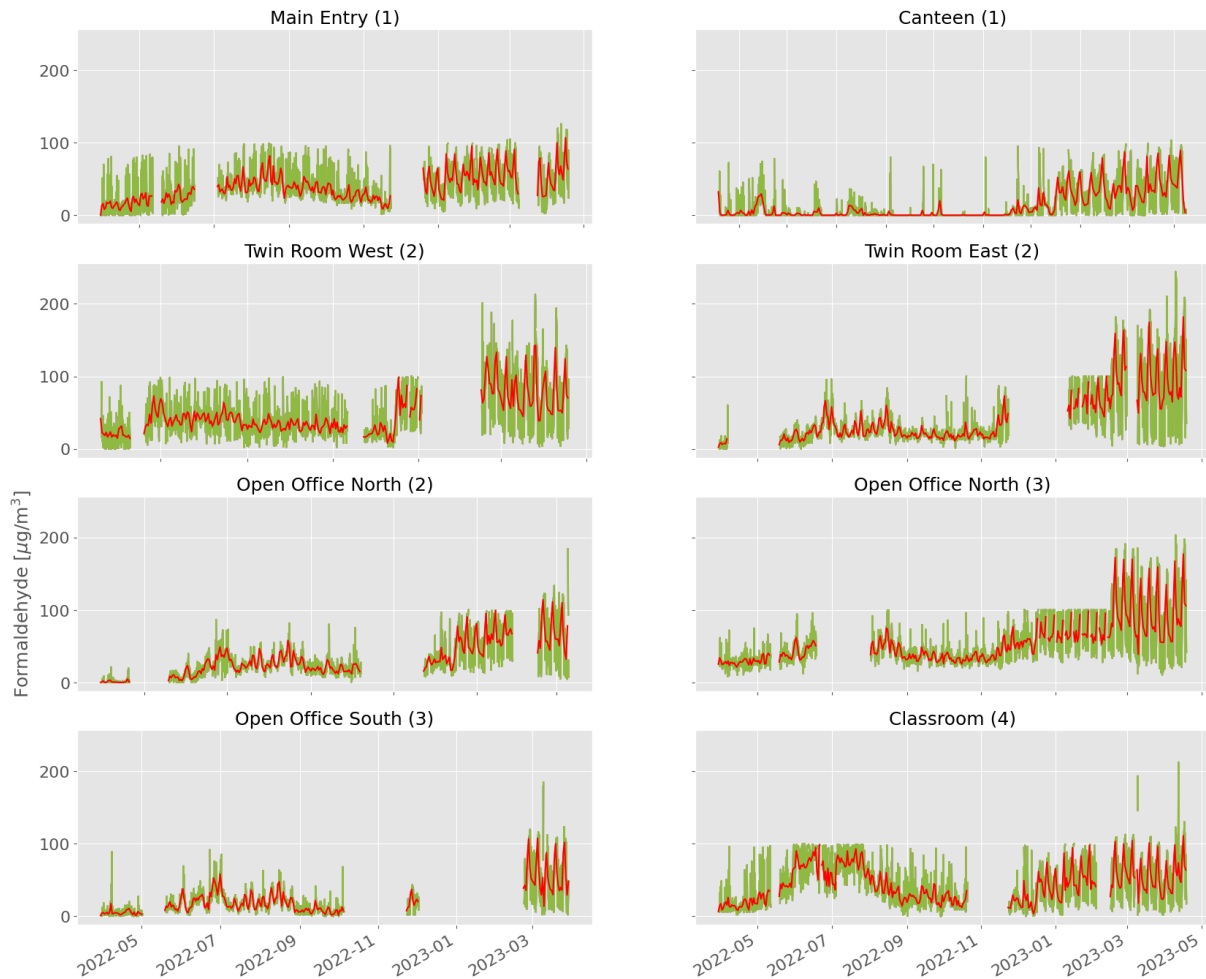 Main Entry (1)
Canteen (1)
200
100
0
Twin Room West (2)
Twin Room East (2)
200
100
0
Open Office North (2)
Open Office North (3)
200
100
0
Formaldehyde [μg/m³]
Open Office South (3)
Classroom (4)
200
100
0
2022-05
2022-07
2022-09
2022-11
2023-01
2023-03
2022-05
2022-07
2022-09
2022-11
2023-01
2023-03
2023-05